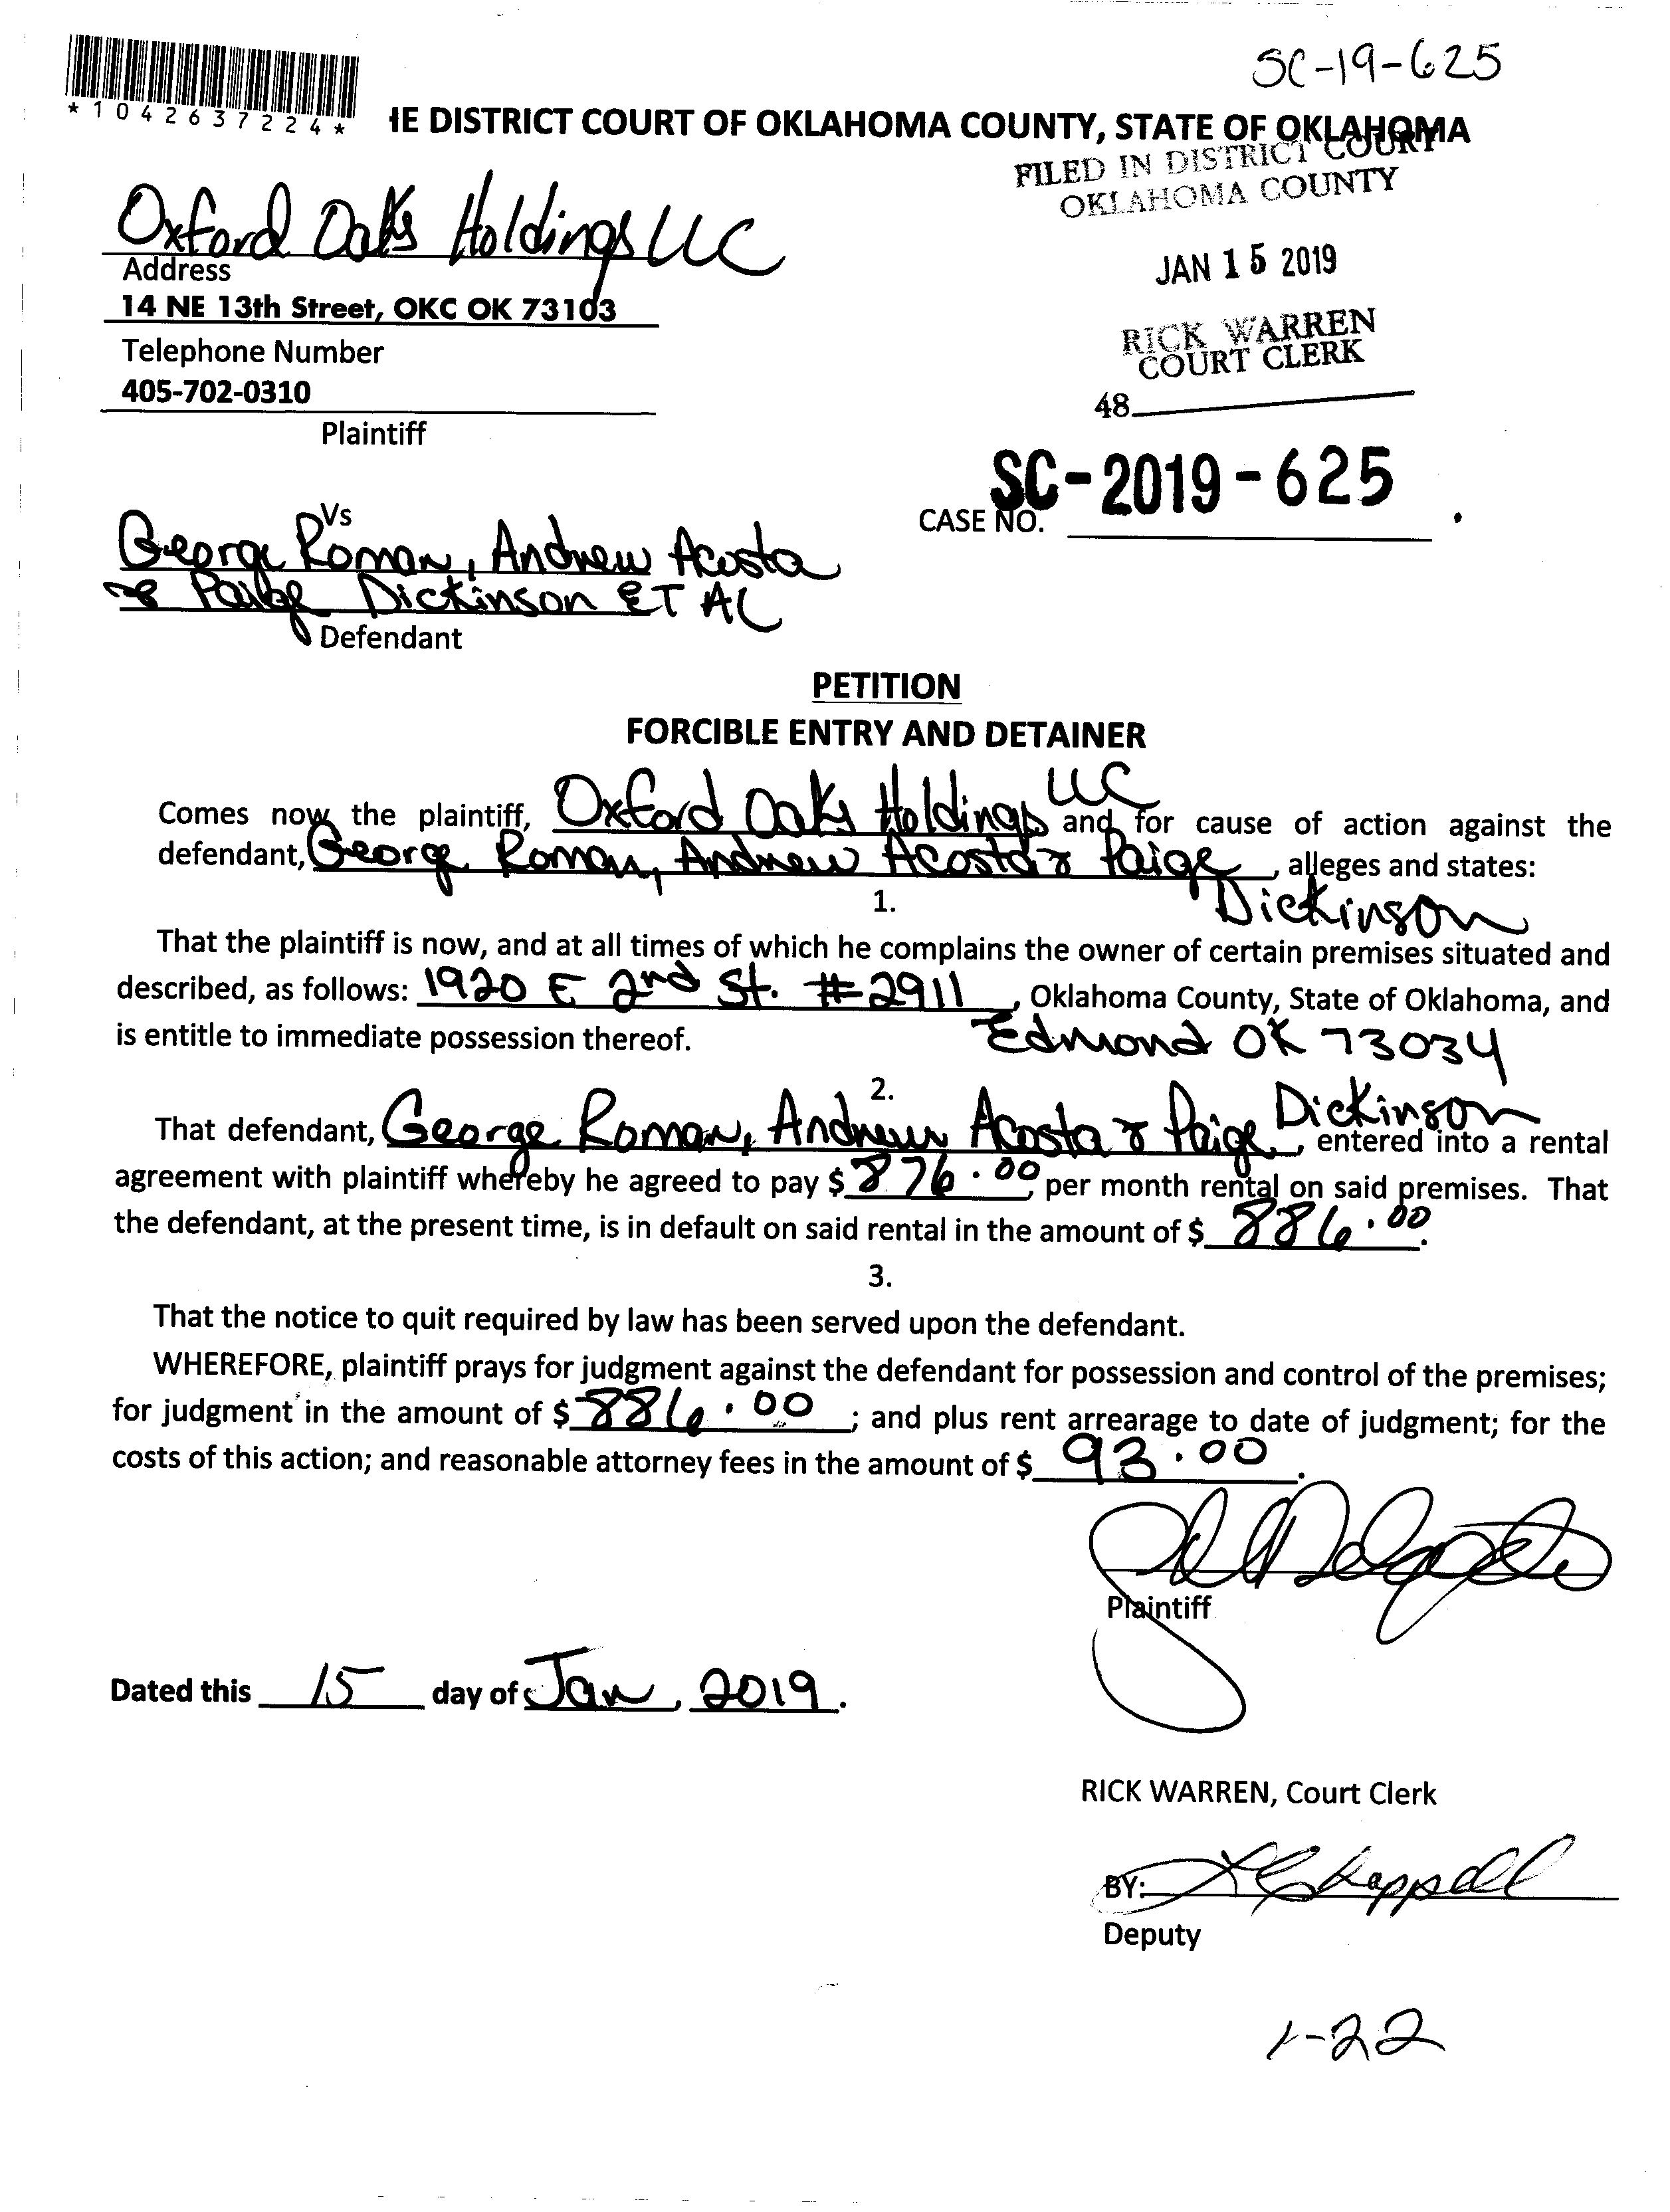 SC-19-625
*1042637224*
IE DISTRICT COURT OF OKLAHOMA COUNTY, STATE OF OKLAHOMA
FILED IN DISTRICT COURT
OKLAHOMA COUNTY
Oxford Oaks Holdings LLC
Address
14 NE 13th Street, OKC OK 73103
JAN 15 2019
Telephone Number
405-702-0310
RICK WARREN
COURT CLERK
48
Plaintiff
SC-2019-625
CASE NO.
Vs
George Roman, Andrew Acosta
& Paige Dickinson ET AL
Defendant
PETITION
FORCIBLE ENTRY AND DETAINER
Comes now the plaintiff, Oxford Oaks Holdings LLC and for cause of action against the
defendant, George Roman, Andrew Acosta & Paige Dickinson, alleges and states:
1.
That the plaintiff is now, and at all times of which he complains the owner of certain premises situated and
described, as follows: 1920 E 2nd St. #2911, Oklahoma County, State of Oklahoma, and
is entitle to immediate possession thereof. Edmond OK 73034
2.
That defendant, George Roman, Andrew Acosta & Paige Dickinson, entered into a rental
agreement with plaintiff whereby he agreed to pay $ 876.00, per month rental on said premises. That
the defendant, at the present time, is in default on said rental in the amount of $ 886.00.
3.
That the notice to quit required by law has been served upon the defendant.
WHEREFORE, plaintiff prays for judgment against the defendant for possession and control of the premises;
for judgment in the amount of $ 886.00; and plus rent arrearage to date of judgment; for the
costs of this action; and reasonable attorney fees in the amount of $ 93.00.
Plaintiff
Dated this 15 day of Jan, 2019.
RICK WARREN, Court Clerk
BY:
Deputy
1-22